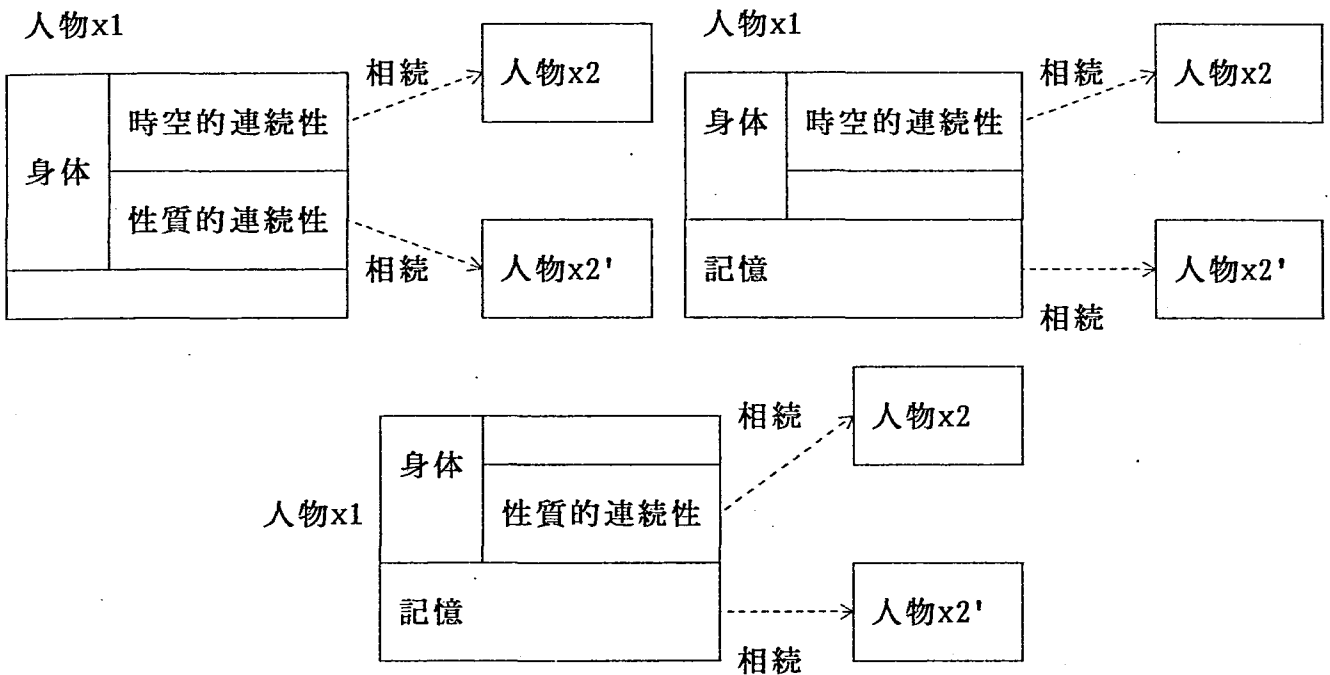 人物x1
身体
時空的連続性
性質的連続性
相続
相続
人物x2
人物x2'
人物x1
身体
時空的連続性
記憶
相続
相続
人物x2
人物x2'
人物x1
身体
性質的連続性
記憶
相続
相続
人物x2
人物x2'